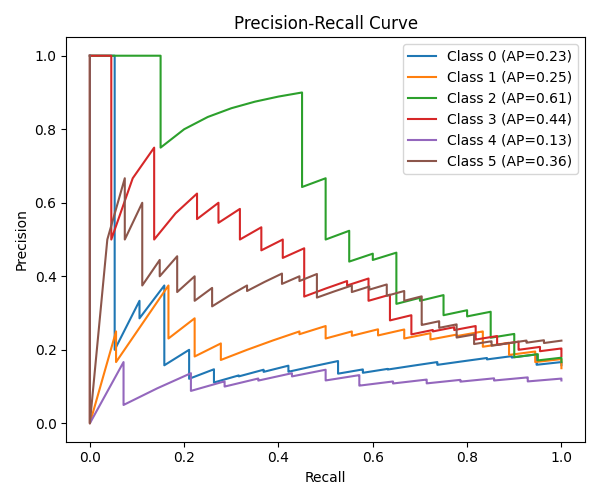 Precision-Recall Curve
Precision
1.0
0.8
0.6
0.4
0.2
0.0
Class 0 (AP=0.23)
Class 1 (AP=0.25)
Class 2 (AP=0.61)
Class 3 (AP=0.44)
Class 4 (AP=0.13)
Class 5 (AP=0.36)
0.0 0.2 0.4 0.6 0.8 1.0
Recall